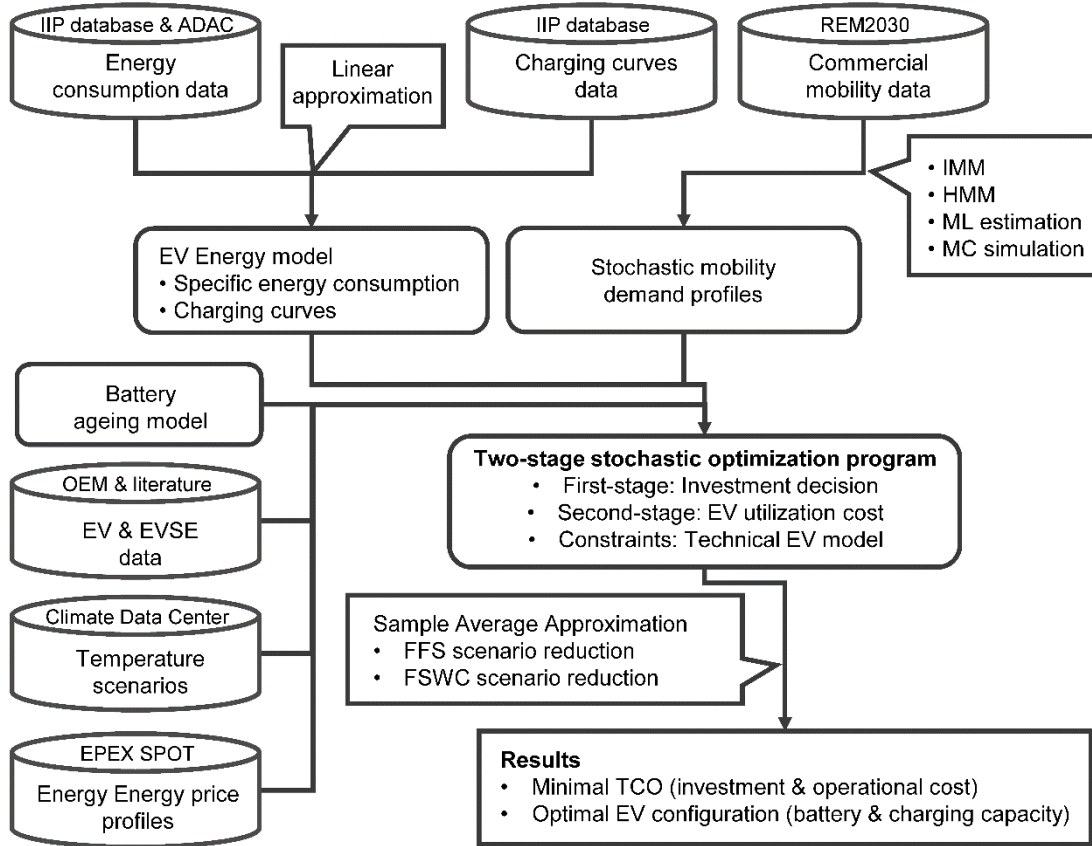 IIP database & ADAC
Energy
consumption data
Linear
approximation
IIP database
Charging curves
data
REM2030
Commercial
mobility data
• IMM
• HMM
• ML estimation
• MC simulation
EV Energy model
• Specific energy consumption
• Charging curves
Stochastic mobility
demand profiles
Battery
ageing model
OEM & literature
EV & EVSE
data
Climate Data Center
Temperature
scenarios
EPEX SPOT
Energy Energy price
profiles
Two-stage stochastic optimization program
• First-stage: Investment decision
• Second-stage: EV utilization cost
• Constraints: Technical EV model
Sample Average Approximation
• FFS scenario reduction
• FSWC scenario reduction
Results
• Minimal TCO (investment & operational cost)
• Optimal EV configuration (battery & charging capacity)